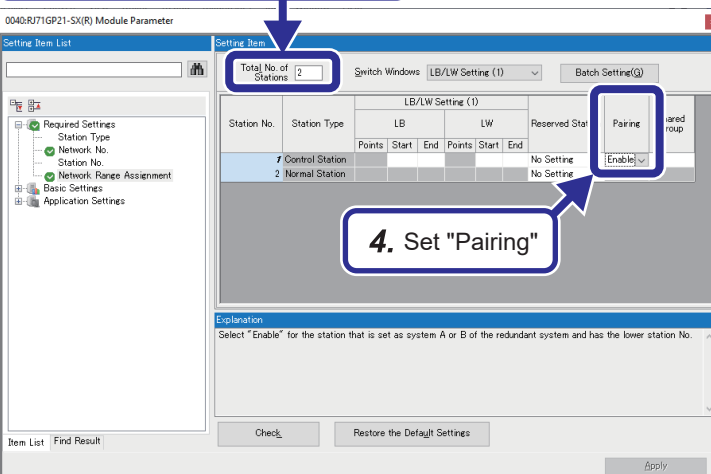 0040:RJ71GP21-SX(R) Module Parameter
Setting Item List
Setting Item
Total No. of
Stations
2
Switch Windows
LB/LW Setting (1)
Batch Setting(G)
Required Settings
Station Type
Network No.
Station No.
Network Range Assignment
Basic Settings
Application Settings
LB/LW Setting (1)
Station No.
Station Type
LB
LW
Pairing
Points Start End Points Start End
1 Control Station No Setting Enable
2 Normal Station No Setting
4. Set "Pairing"
Explanation
Select "Enable" for the station that is set as system A or B of the redundant system and has the lower station No.
Item List Find Result
Check
Restore the Default Settings
Apply